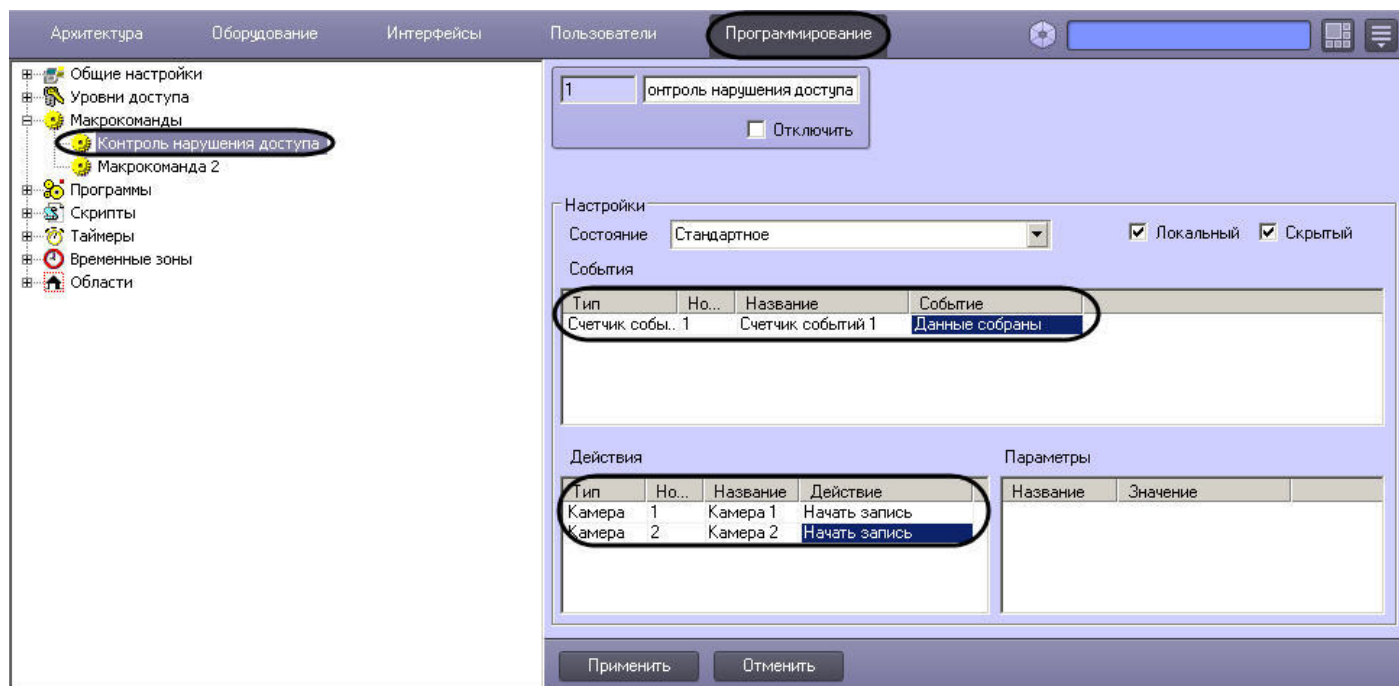 Архитектура Оборудование Интерфейсы Пользователи Программирование
Общие настройки
Уровни доступа
Макрокоманды
Контроль нарушения доступа
Макрокоманда 2
Программы
Скрипты
Таймеры
Временные зоны
Области
1 онтроль нарушения доступа
Отключить
Настройки
Состояние Стандартное Локальный Скрытый
События
Тип Но... Название Событие
Счетчик собы.. 1 Счетчик событий 1 Данные собраны
Действия
Тип Но... Название Действие
Камера 1 Камера 1 Начать запись
Камера 2 Камера 2 Начать запись
Параметры
Название Значение
Применить Отменить